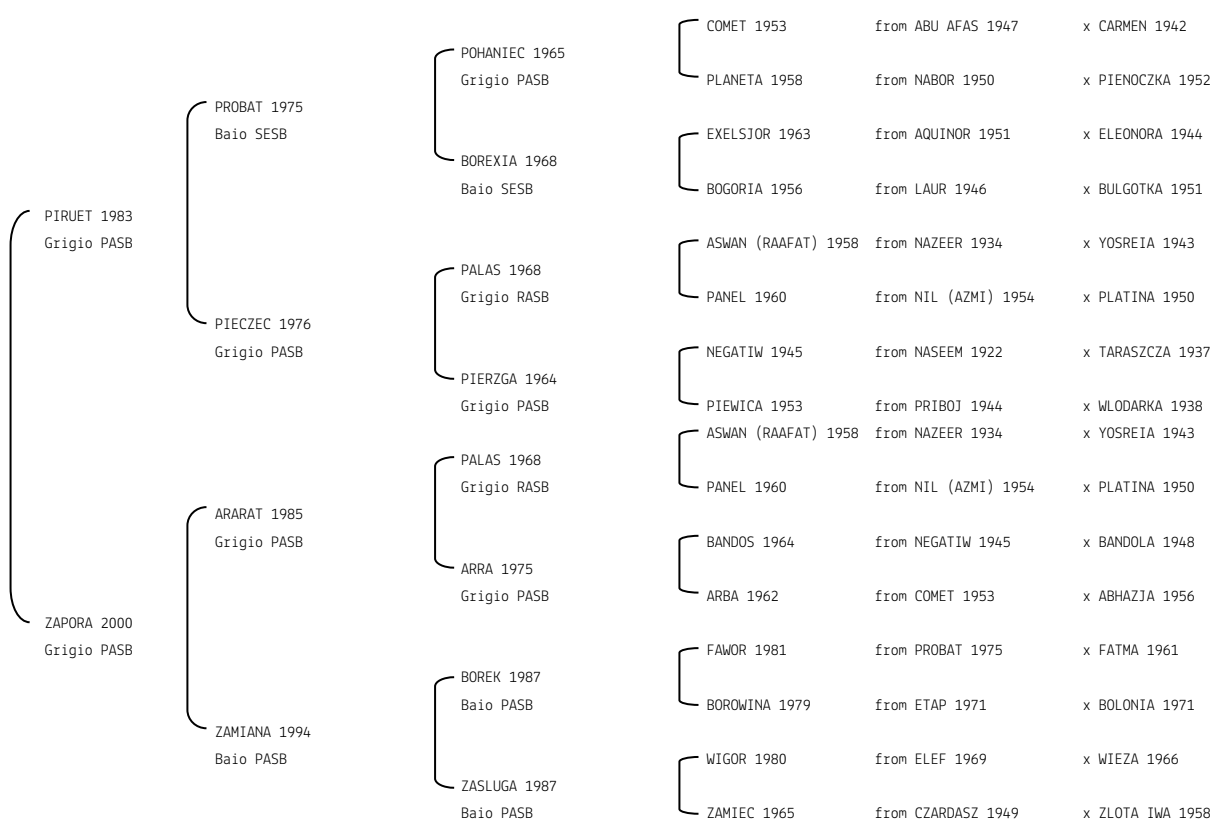 COMET 1953 from ABU AFAS 1947 x CARMEN 1942
POHANIEC 1965
Grigio PASB
PLANETA 1958 from NABOR 1950 x PIENOCZKA 1952
PROBAT 1975
Baio SESB
EXELSJOR 1963 from AQUINOR 1951 x ELEONORA 1944
BOREXIA 1968
Baio SESB
BOGORIA 1956 from LAUR 1946 x BULGOTKA 1951
PIRUET 1983
Grigio PASB
ASWAN (RAAFAT) 1958 from NAZEER 1934 x YOSREIA 1943
PALAS 1968
Grigio RASB
PANEL 1960 from NIL (AZMI) 1954 x PLATINA 1950
PIECZEC 1976
Grigio PASB
NEGATIW 1945 from NASEEM 1922 x TARASZCZA 1937
PIERZGA 1964
Grigio PASB
PIEWICA 1953 from PRIBOJ 1944 x WLODARKA 1938
ASWAN (RAAFAT) 1958 from NAZEER 1934 x YOSREIA 1943
PALAS 1968
Grigio RASB
PANEL 1960 from NIL (AZMI) 1954 x PLATINA 1950
ARARAT 1985
Grigio PASB
BANDOS 1964 from NEGATIW 1945 x BANDOLA 1948
ARRA 1975
Grigio PASB
ARBA 1962 from COMET 1953 x ABHAZJA 1956
ZAPORA 2000
Grigio PASB
FAWOR 1981 from PROBAT 1975 x FATMA 1961
BOREK 1987
Baio PASB
BOROWINA 1979 from ETAP 1971 x BOLONIA 1971
ZAMIANA 1994
Baio PASB
WIGOR 1980 from ELEF 1969 x WIEZA 1966
ZASLUGA 1987
Baio PASB
ZAMIEC 1965 from CZARDASZ 1949 x ZLOTA IWA 1958